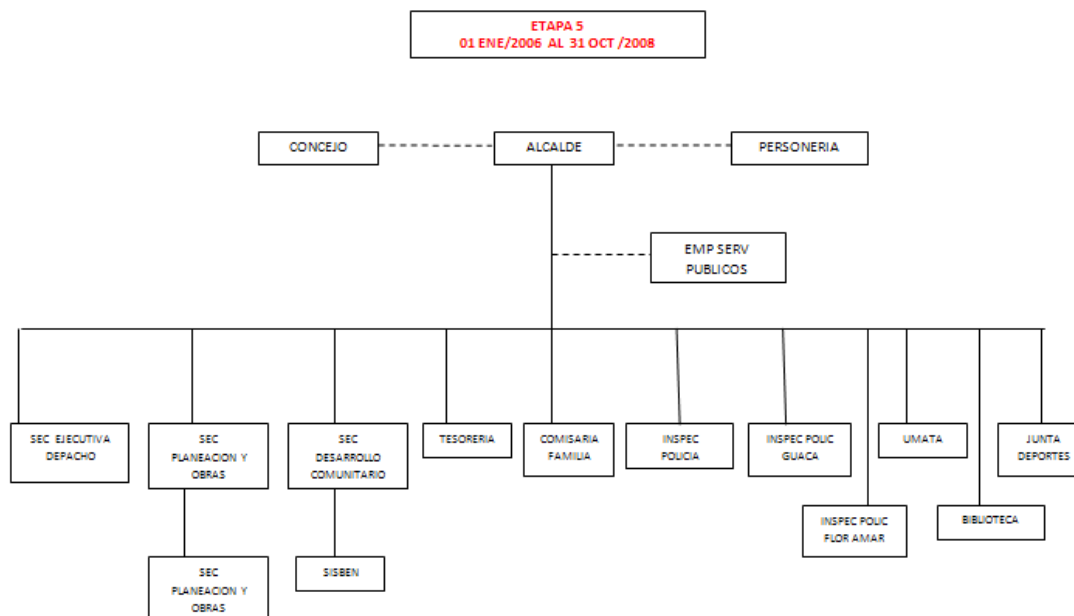 ETAPA 5
01 ENE/2006 AL 31 OCT /2008
CONCEJO
ALCALDE
PERSONERIA
EMP SERV
PUBLICOS
SEC EJECUTIVA
DEPACHO
SEC
PLANEACION Y
OBRAS
SEC
DESARROLLO
COMUNITARIO
TESORERIA
COMISARIA
FAMILIA
INSPEC
POLICIA
INSPEC POLIC
GUACA
UMATA
JUNTA
DEPORTES
INSPEC POLIC
FLOR AMAR
BIBLIOTECA
SEC
PLANEACION Y
OBRAS
SISBEN